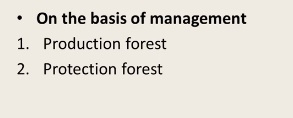 • On the basis of management
1. Production forest
2. Protection forest